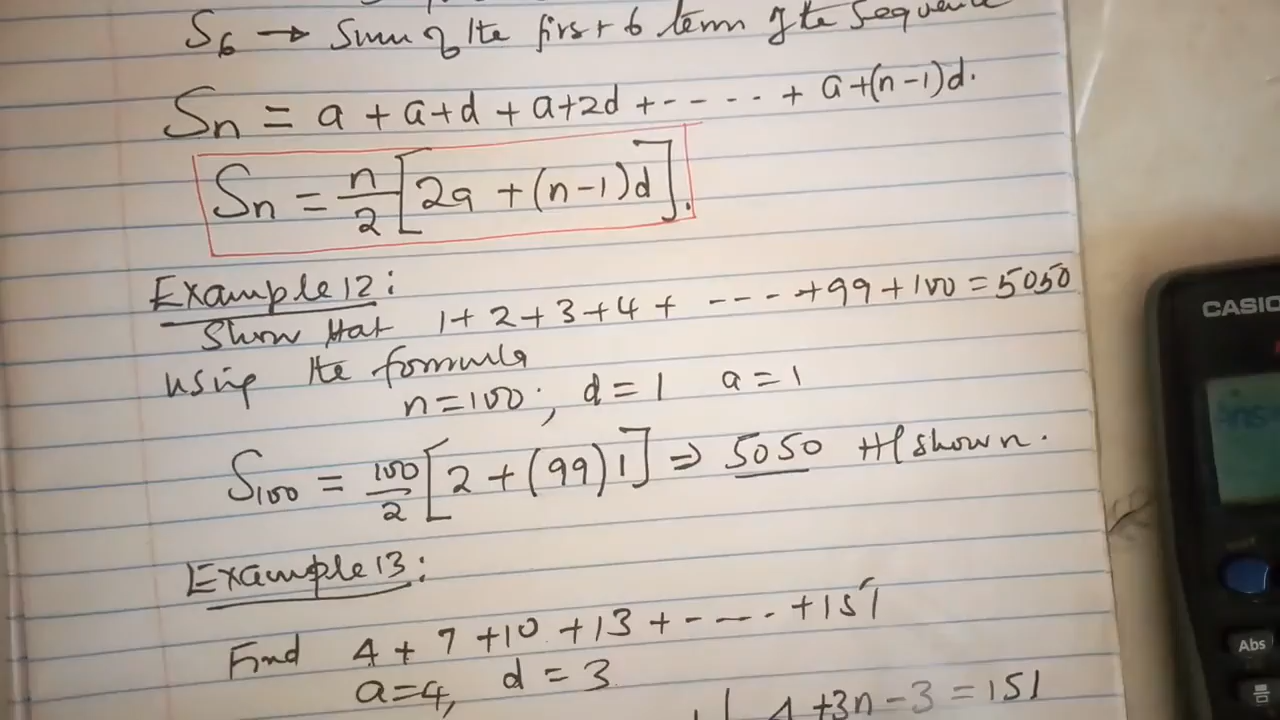 S₆ → Sum of the first 6 term of the sequence
Sn = a + a+d + a+2d +----- + a+(n-1)d.
Sn = n/2 [2a + (n-1)d].
Example 12:
Show that 1+2+3+4+ ----+99+100=5050
using the formula
n=100; d=1 a=1
S₁₀₀ = 100/2 [2 + (99)1] ⇒ 5050 shown.
Example 13:
Find 4+7+10+13+-----+151
a=4, d=3
4+3n-3=151
CASIO
Abs